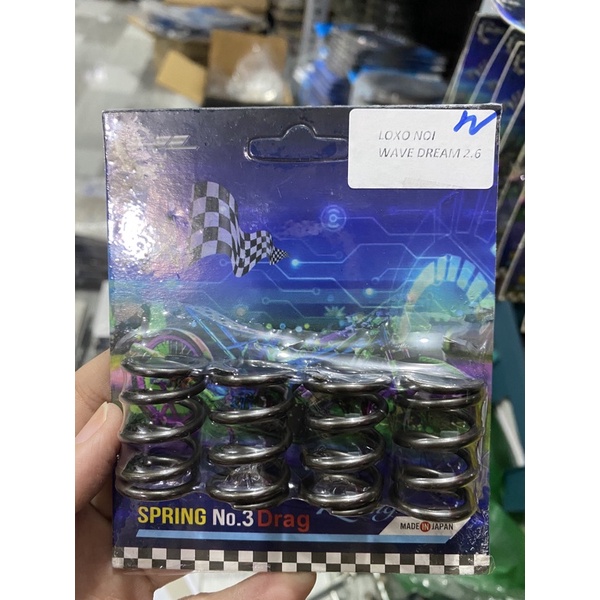 LOXO NOI
WAVE DREAM 2.6
SPRING No.3 Drag
MADE IN JAPAN